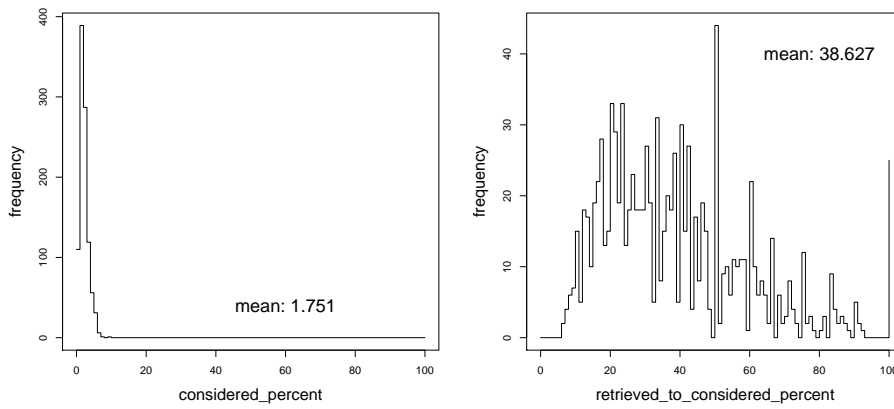 400
300
200
100
0
frequency
mean: 1.751
0 20 40 60 80 100
considered_percent
40
30
20
10
0
frequency
mean: 38.627
0 20 40 60 80 100
retrieved_to_considered_percent